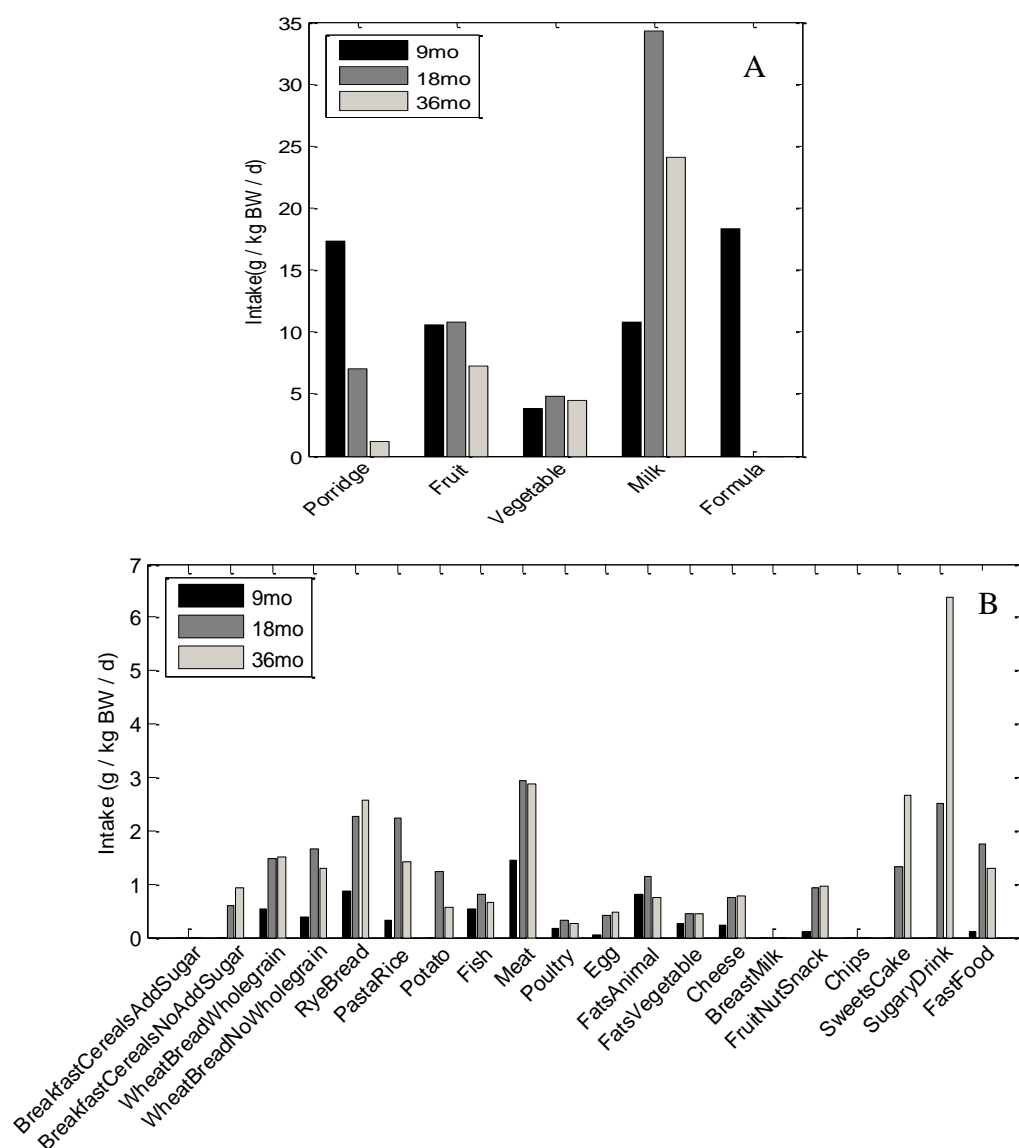 A
9mo
18mo
36mo
Intake(g / kg BW / d)
35
30
25
20
15
10
5
0
Porridge
Fruit
Vegetable
Milk
Formula
B
9mo
18mo
36mo
Intake (g / kg BW / d)
7
6
5
4
3
2
1
0
BreakfastCerealsAddSugar
BreakfastCerealsNoAddSugar
WheatBreadWholegrain
WheatBreadNoWholegrain
RyeBread
PastaRice
Potato
Fish
Meat
Poultry
Egg
FatsAnimal
FatsVegetable
Cheese
BreastMilk
FruitNutSnack
Chips
SweetsCake
SugaryDrink
FastFood